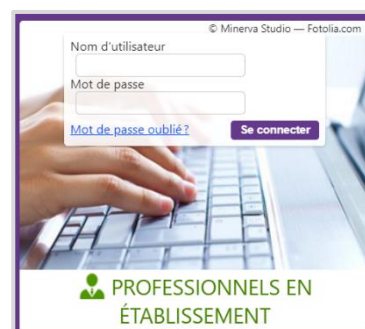 © Minerva Studio — Fotolia.com
Nom d'utilisateur
Mot de passe
Mot de passe oublié ?
Se connecter
PROFESSIONNELS EN
ÉTABLISSEMENT